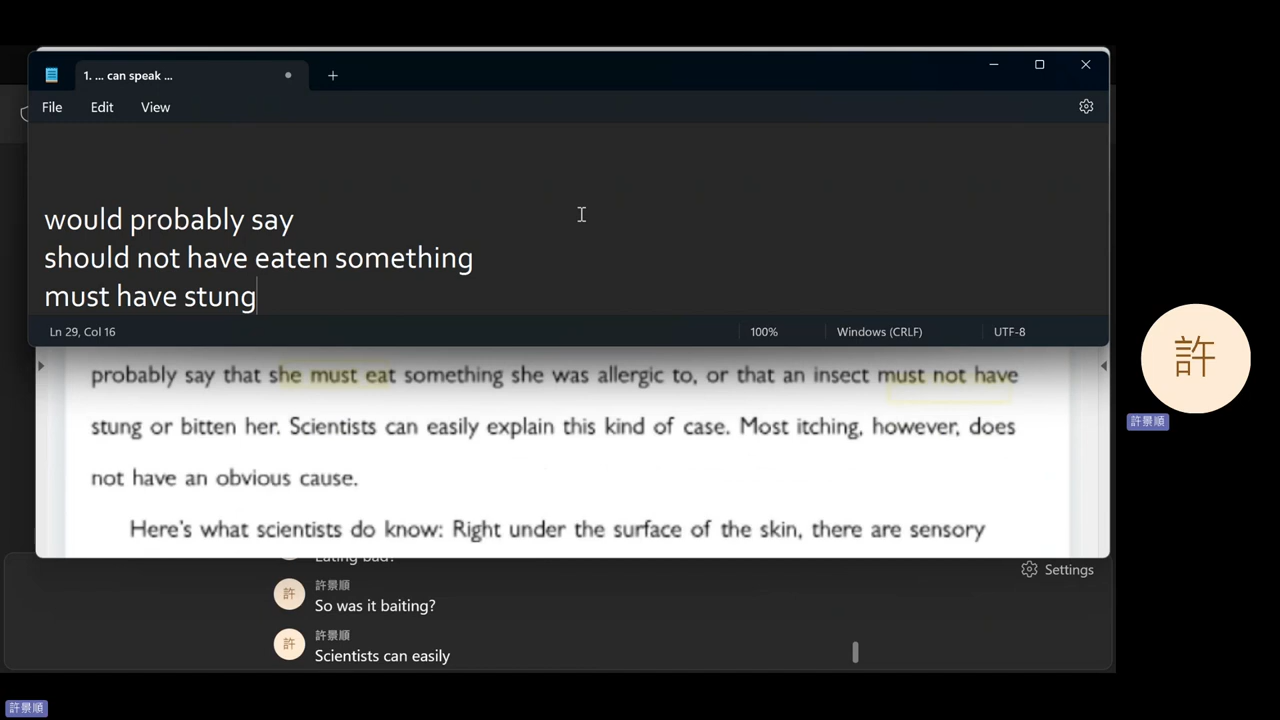 1. ... can speak ...
File Edit View
would probably say
should not have eaten something
must have stung
Ln 29, Col 16 100% Windows (CRLF) UTF-8
probably say that she must eat something she was allergic to, or that an insect must not have
stung or bitten her. Scientists can easily explain this kind of case. Most itching, however, does
not have an obvious cause.
Here's what scientists do know: Right under the surface of the skin, there are sensory
Eating bad?
Settings
許 許景順
So was it baiting?
許 許景順
Scientists can easily
許
許景順
許景順